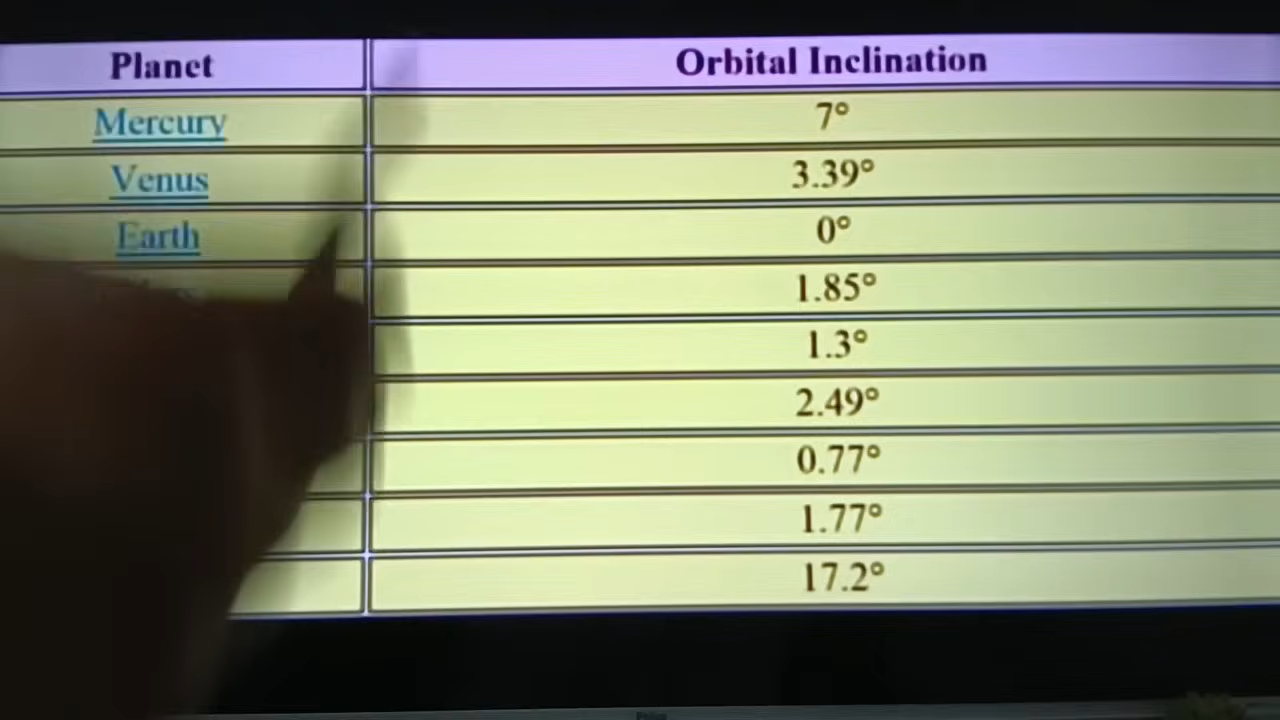 Planet Orbital Inclination
Mercury 7°
Venus 3.39°
Earth 0°
1.85°
1.3°
2.49°
0.77°
1.77°
17.2°